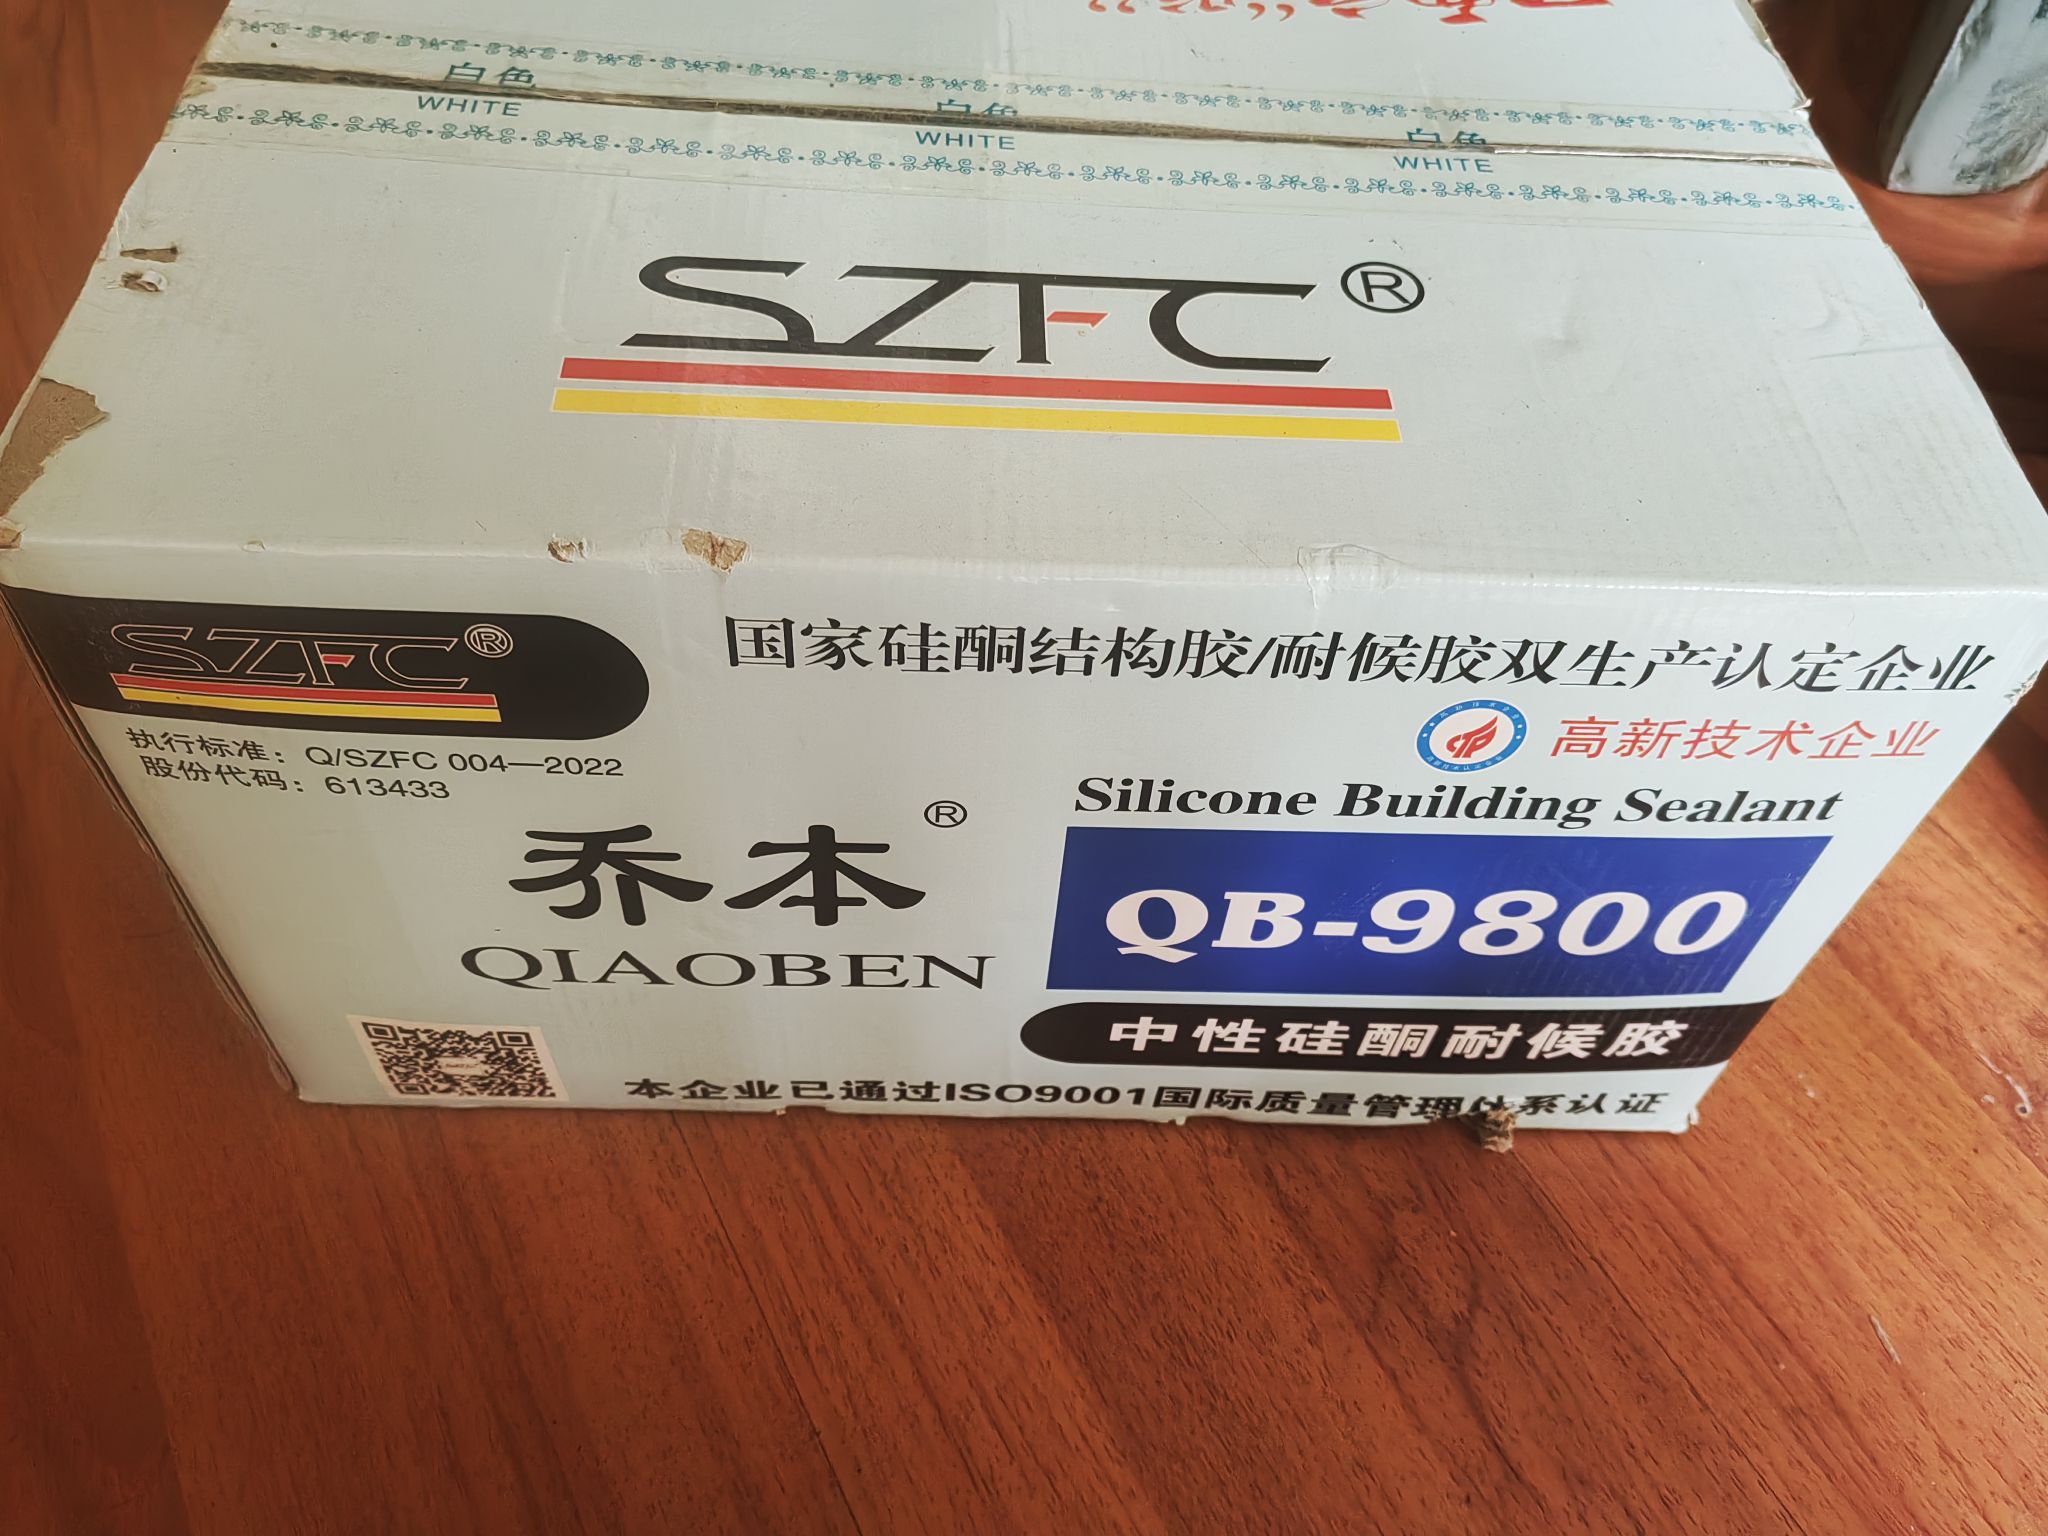 白色
WHITE
白色
WHITE
白色
WHITE
SZFC®
SZFC®
国家硅酮结构胶/耐候胶双生产认定企业
高新技术企业
执行标准：Q/SZFC 004—2022
股份代码：613433
Silicone Building Sealant
乔本®
QIAOBEN
QB-9800
中性硅酮耐候胶
本企业已通过ISO9001国际质量管理体系认证